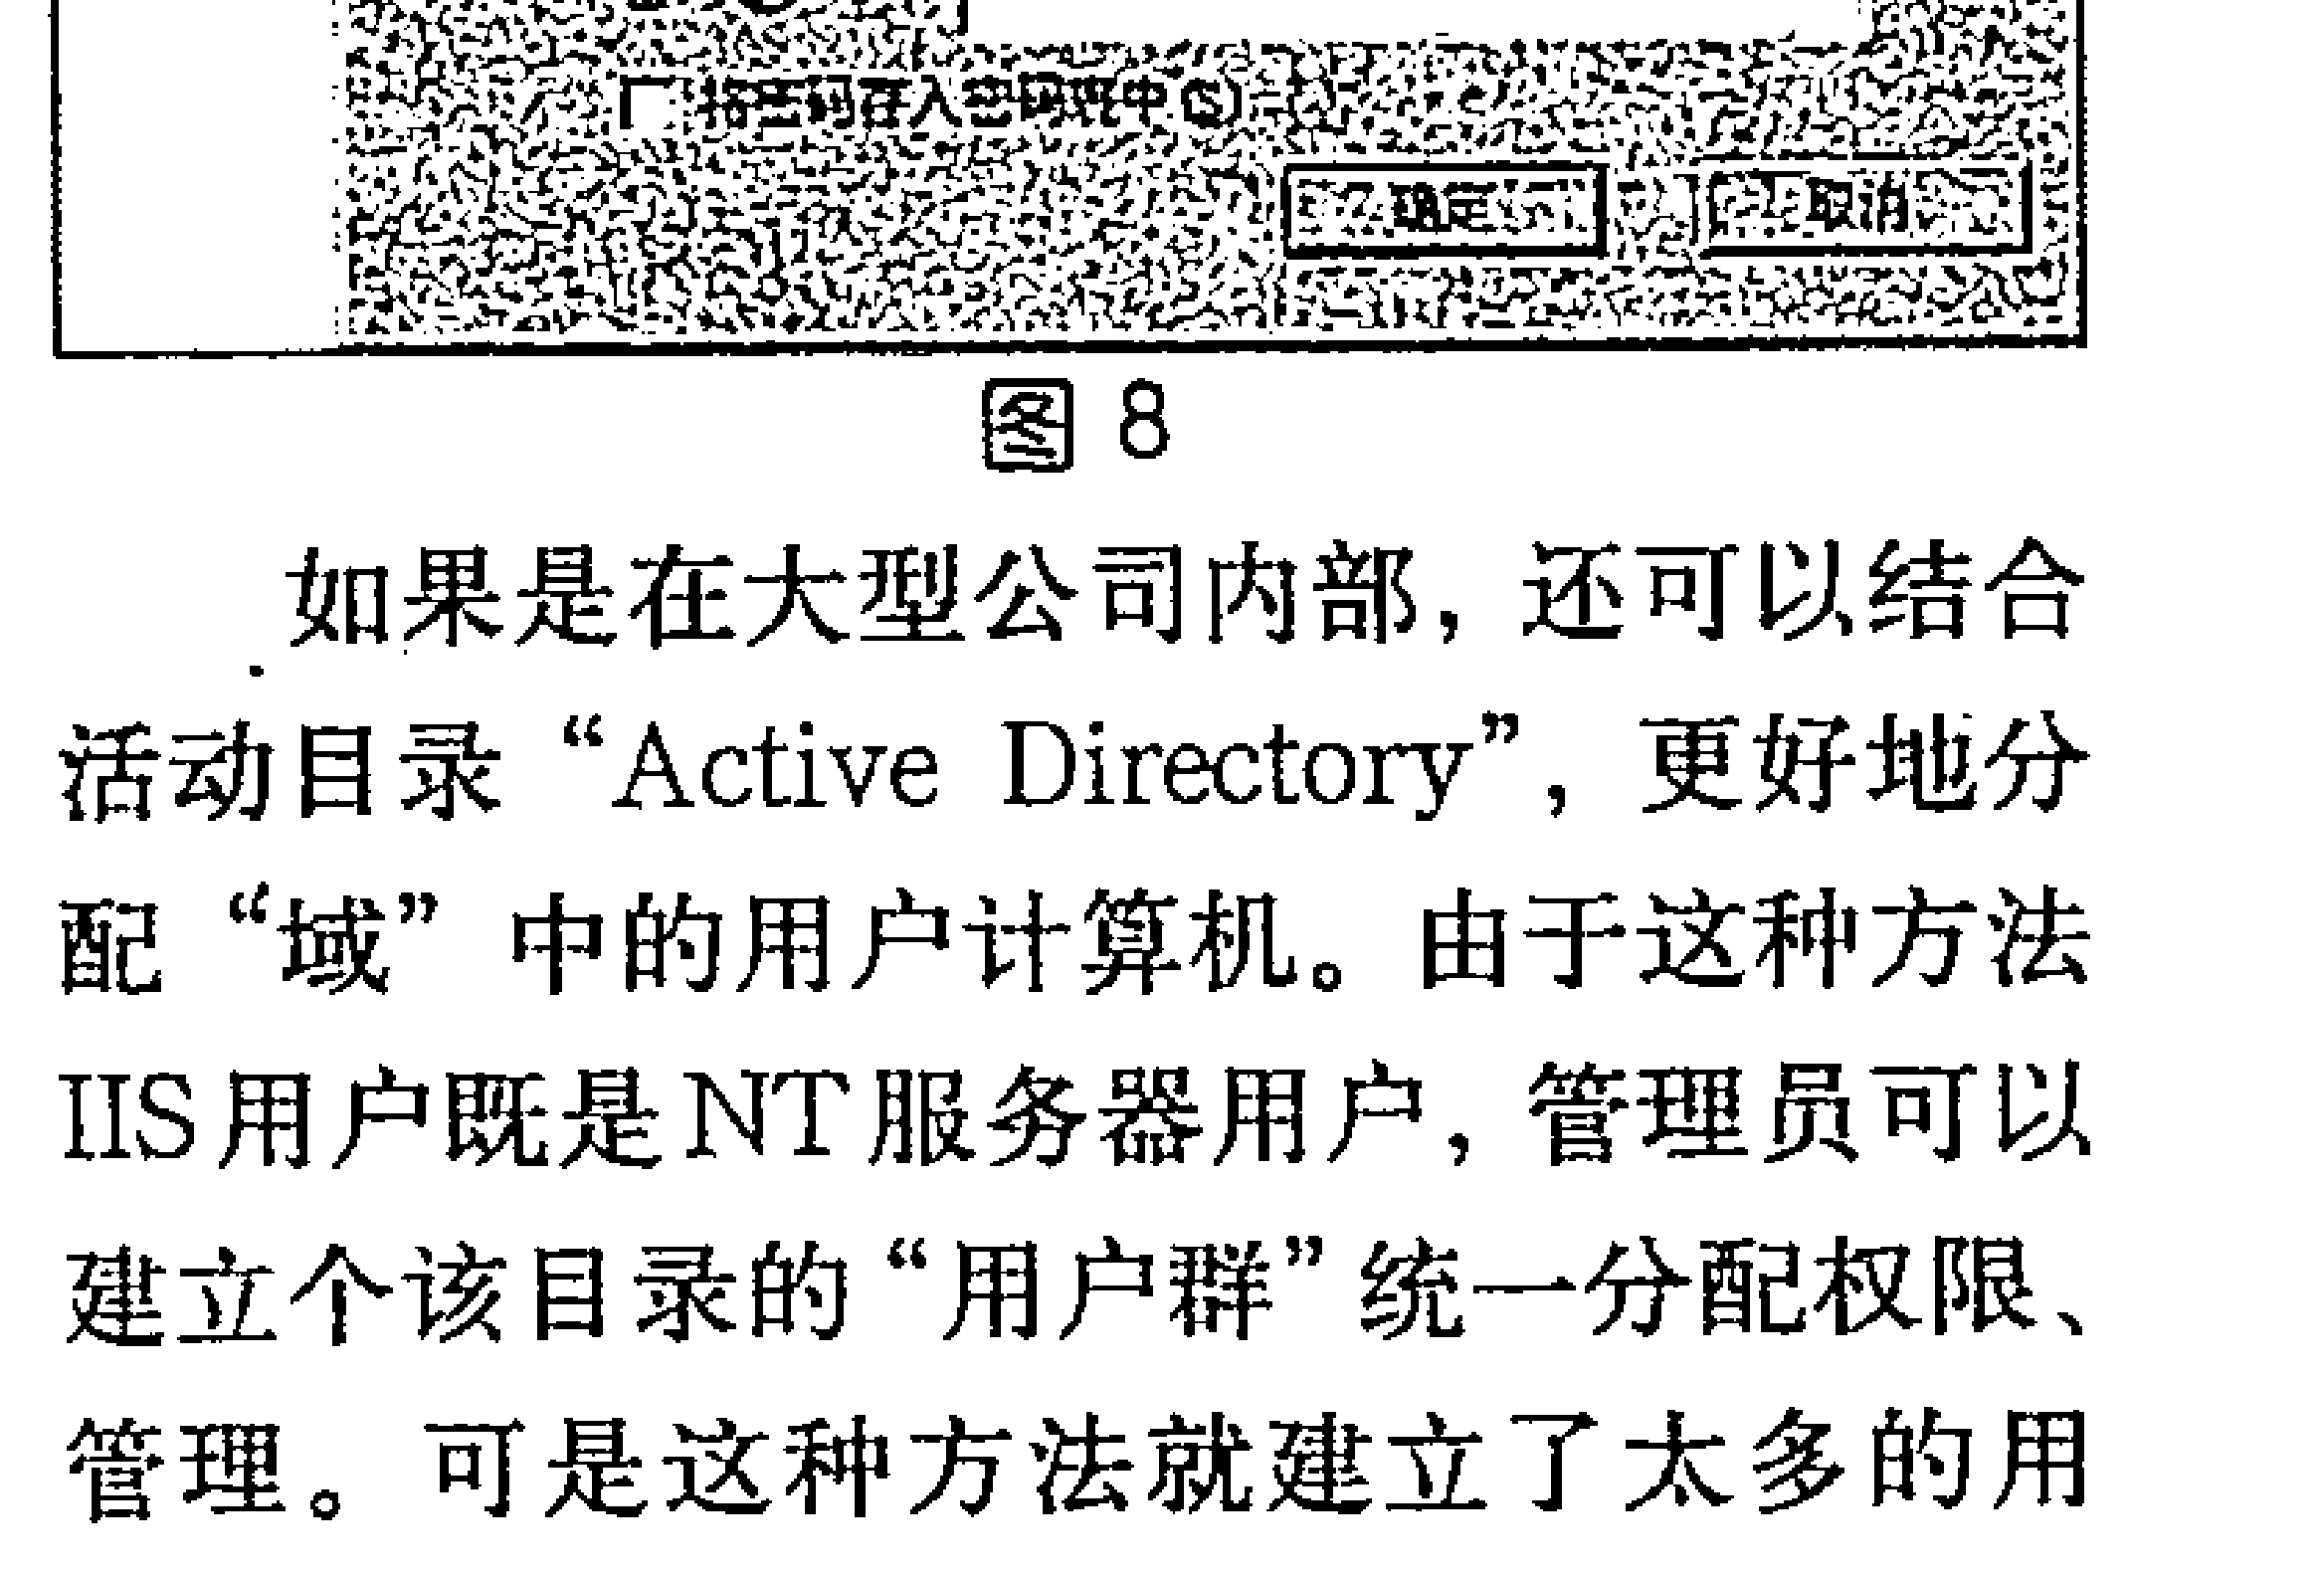 确定 取消
图 8
如果是在大型公司内部，还可以结合
活动目录“Active Directory”，更好地分
配“域”中的用户计算机。由于这种方法
IIS用户既是NT服务器用户，管理员可以
建立个该目录的“用户群”统一分配权限、
管理。可是这种方法就建立了太多的用